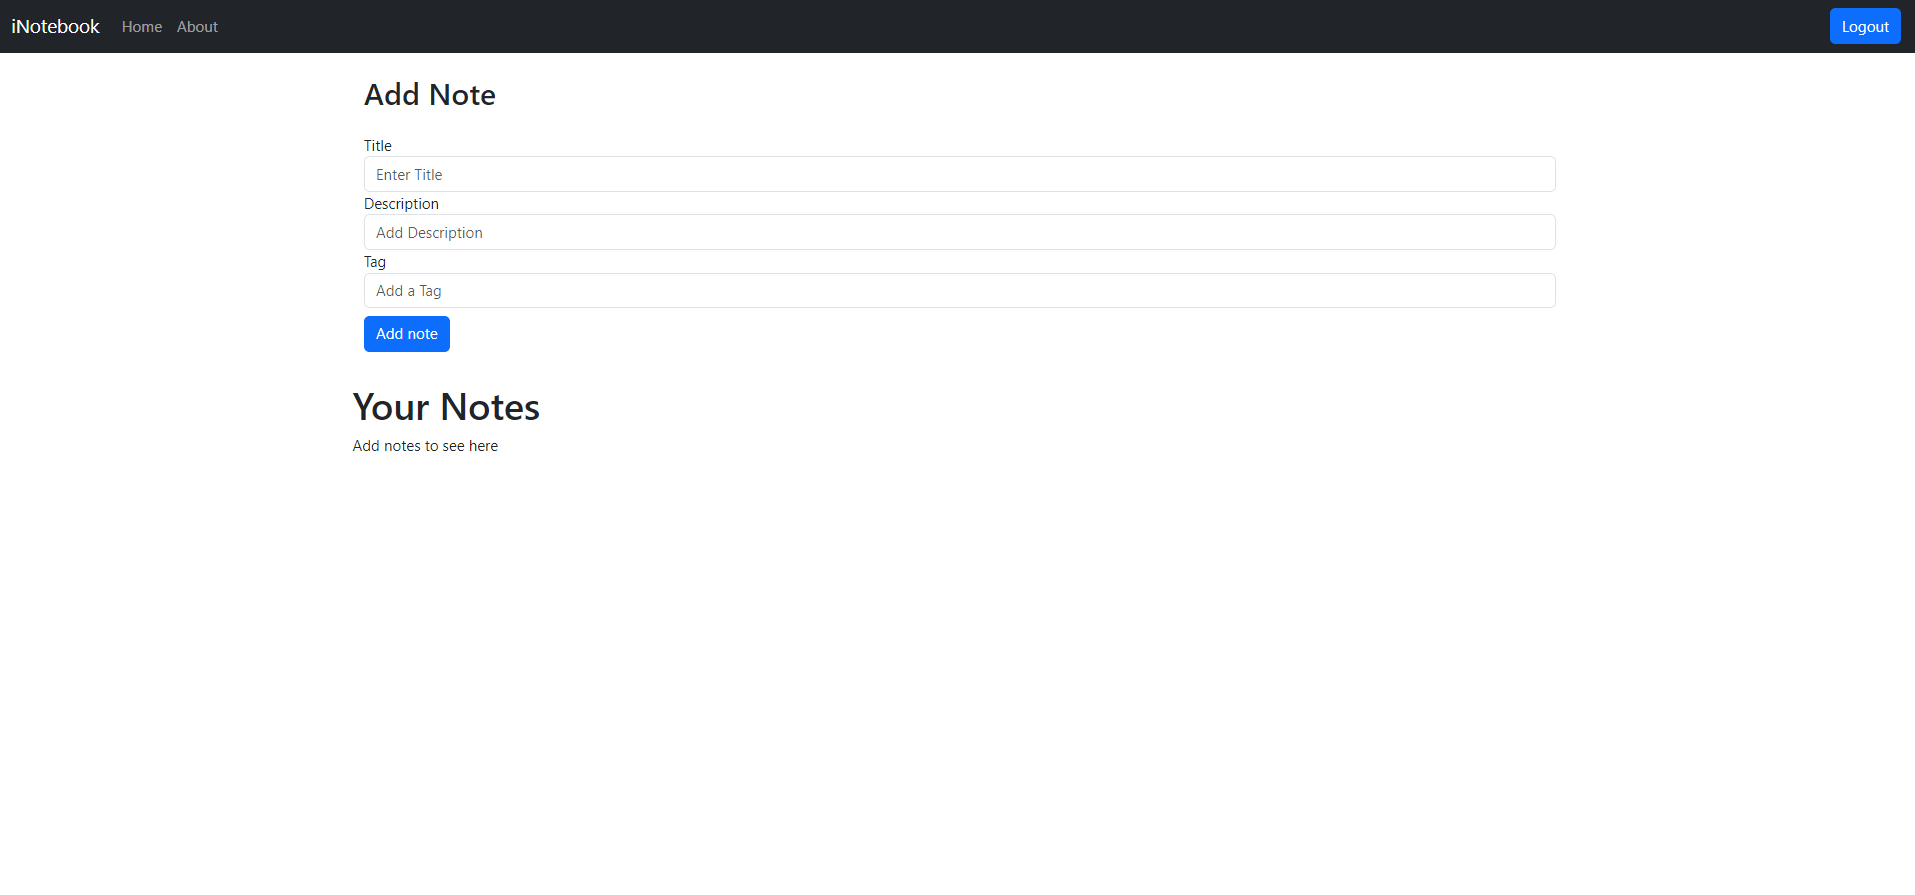 iNotebook Home About Logout
Add Note
Title
Enter Title
Description
Add Description
Tag
Add a Tag
Add note
Your Notes
Add notes to see here